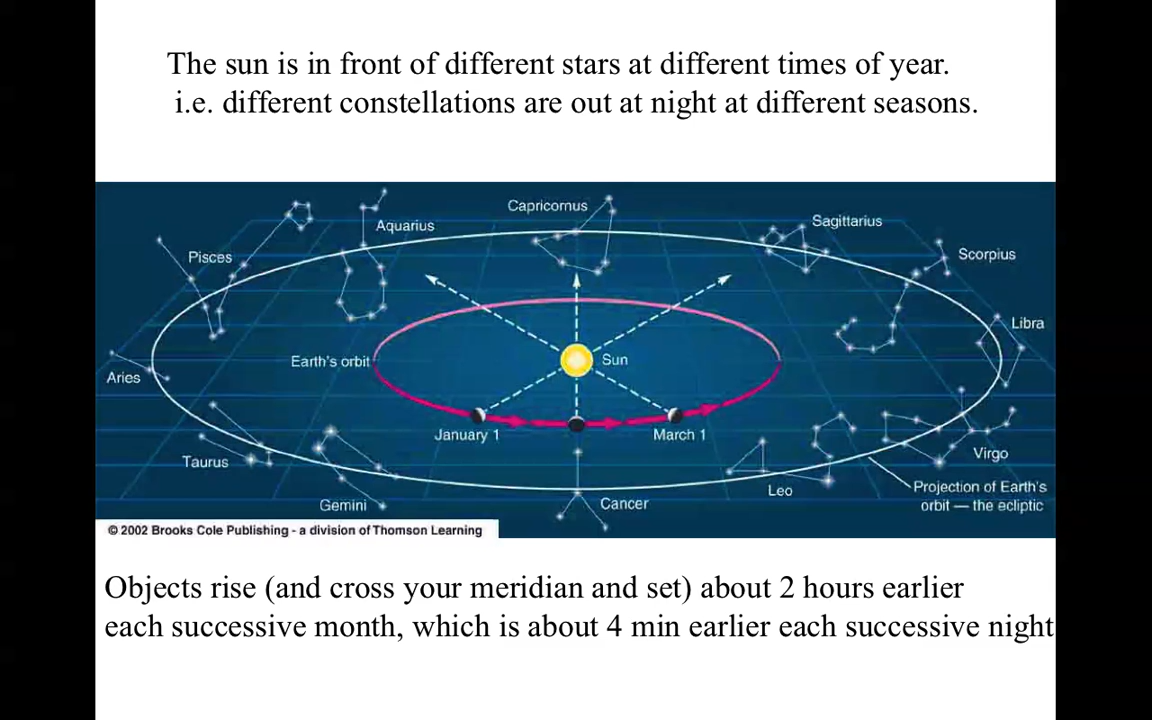 The sun is in front of different stars at different times of year.
i.e. different constellations are out at night at different seasons.
Capricornus
Aquarius
Sagittarius
Pisces
Scorpius
Libra
Earth's orbit
Sun
Aries
January 1
March 1
Taurus
Virgo
Gemini
Cancer
Leo
Projection of Earth's
orbit — the ecliptic
© 2002 Brooks Cole Publishing - a division of Thomson Learning
Objects rise (and cross your meridian and set) about 2 hours earlier
each successive month, which is about 4 min earlier each successive night